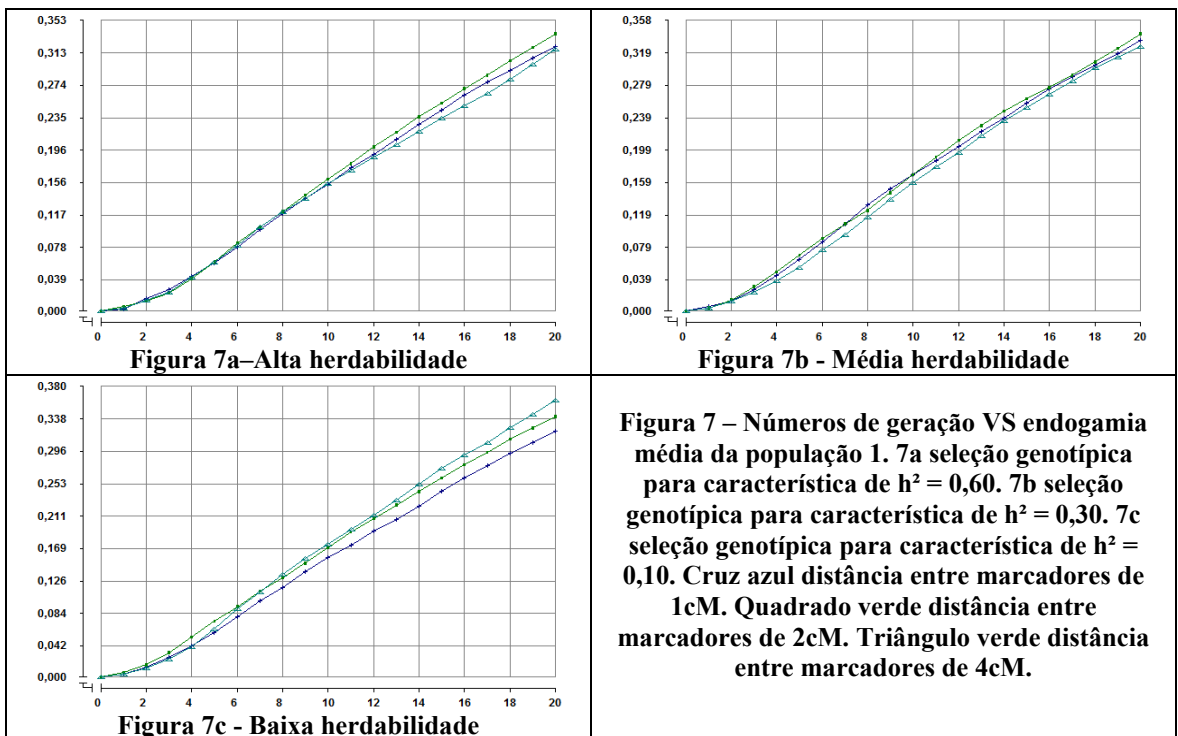 0,353
0,313
0,274
0,235
0,196
0,156
0,117
0,078
0,039
0,000
0 2 4 6 8 10 12 14 16 18 20
Figura 7a–Alta herdabilidade
0,358
0,319
0,279
0,239
0,199
0,159
0,119
0,079
0,039
0,000
0 2 4 6 8 10 12 14 16 18 20
Figura 7b - Média herdabilidade
0,380
0,338
0,296
0,253
0,211
0,169
0,126
0,084
0,042
0,000
0 2 4 6 8 10 12 14 16 18 20
Figura 7c - Baixa herdabilidade
Figura 7 – Números de geração VS endogamia
média da população 1. 7a seleção genotípica
para característica de h² = 0,60. 7b seleção
genotípica para característica de h² = 0,30. 7c
seleção genotípica para característica de h² =
0,10. Cruz azul distância entre marcadores de
1cM. Quadrado verde distância entre
marcadores de 2cM. Triângulo verde distância
entre marcadores de 4cM.